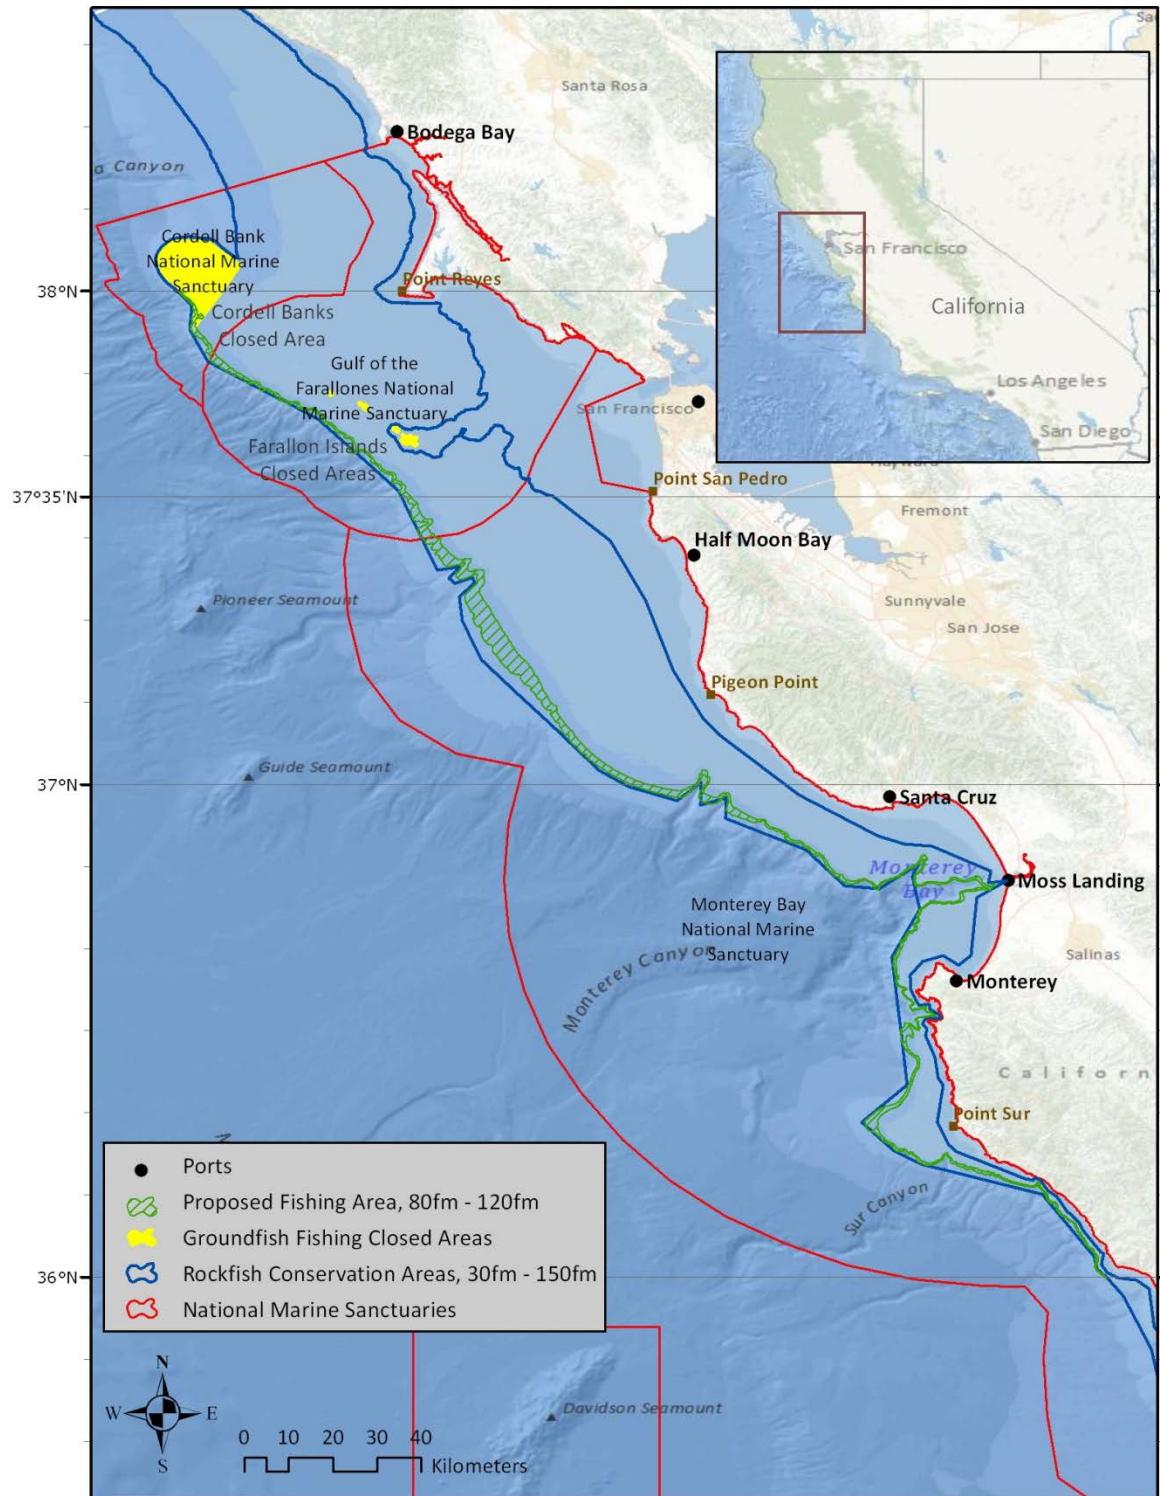 Santa Rosa
Bodega Bay
a Canyon
Cordell Bank
National Marine
Sanctuary
38°N
Point Reyes
Cordell Banks
Closed Area
Gulf of the
Farallones National
Marine Sanctuary
San Francisco
Farallon Islands
Closed Areas
San Francisco
California
Los Angeles
San Diego
Hayward
37°35'
Point San Pedro
Fremont
Half Moon Bay
Pioneer Seamount
Sunnyvale
San Jose
Pigeon Point
Guide Seamount
37°N
Santa Cruz
Monterey
Bay
Moss Landing
Monterey Bay
National Marine
Sanctuary
Monterey Canyon
Salinas
Monterey
Californ
Point Sur
Sur Canyon
36°N
Ports
Proposed Fishing Area, 80fm - 120fm
Groundfish Fishing Closed Areas
Rockfish Conservation Areas, 30fm - 150fm
National Marine Sanctuaries
N
W E
S
0 10 20 30 40
Kilometers
Davidson Seamount